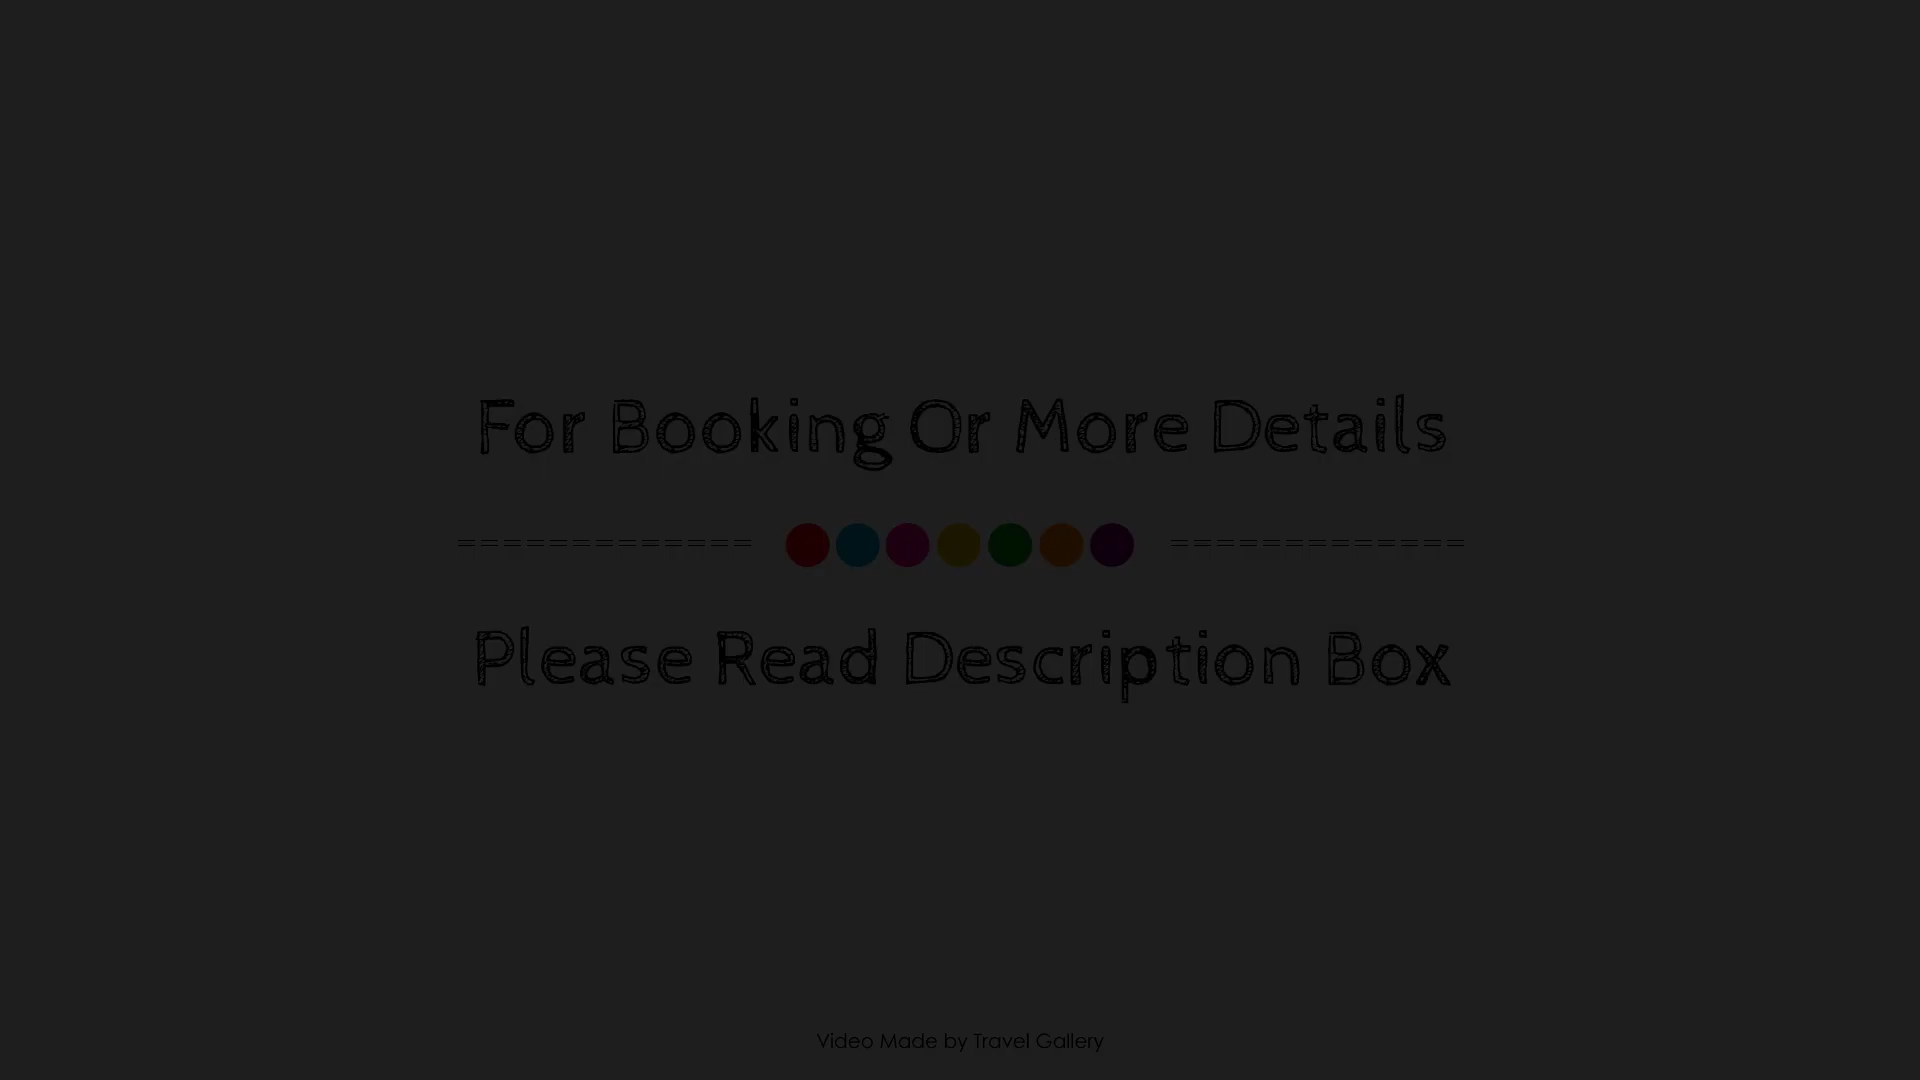 For Booking Or More Details
============= =============
Please Read Description Box
Video Made by Travel Gallery